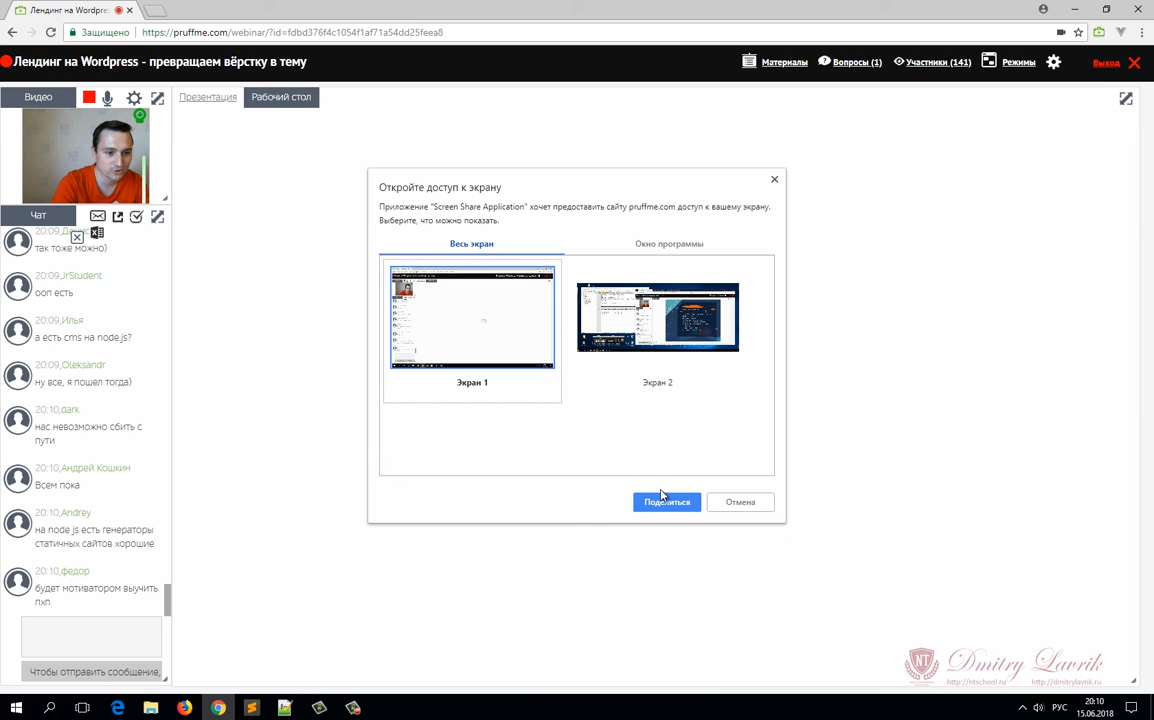 Лендинг на Wordpre
Защищено
https://pruffme.com/webinar/?id=fdbd376f4c1054f1af71a54dd25feea8
Лендинг на Wordpress - превращаем вёрстку в тему
Материалы
Вопросы (1)
Участники (141)
Режимы
Выход
Видео
Презентация
Рабочий стол
Чат
20:09,
так тоже можно)
20:09,JrStudent
ооп есть
20:09,Илья
а есть cms на node.js?
20:09,Oleksandr
ну все, я пошел тогда)
20:10,dark
нас невозможно сбить с
пути
20:10,Андрей Кошкин
Всем пока
20:10,Andrey
на node js есть генераторы
статичных сайтов хорошие
20:10,федор
будет мотиватором выучить
пхп
Чтобы отправить сообщение,
Откройте доступ к экрану
Приложение "Screen Share Application" хочет предоставить сайту pruffme.com доступ к вашему экрану.
Выберите, что можно показать.
Весь экран
Окно программы
Экран 1
Экран 2
Поделиться
Отмена
NT
Dmitry Lavrik
http://ntschool.ru
http://dmitrylavrik.ru
РУС
20:10
15.06.2018